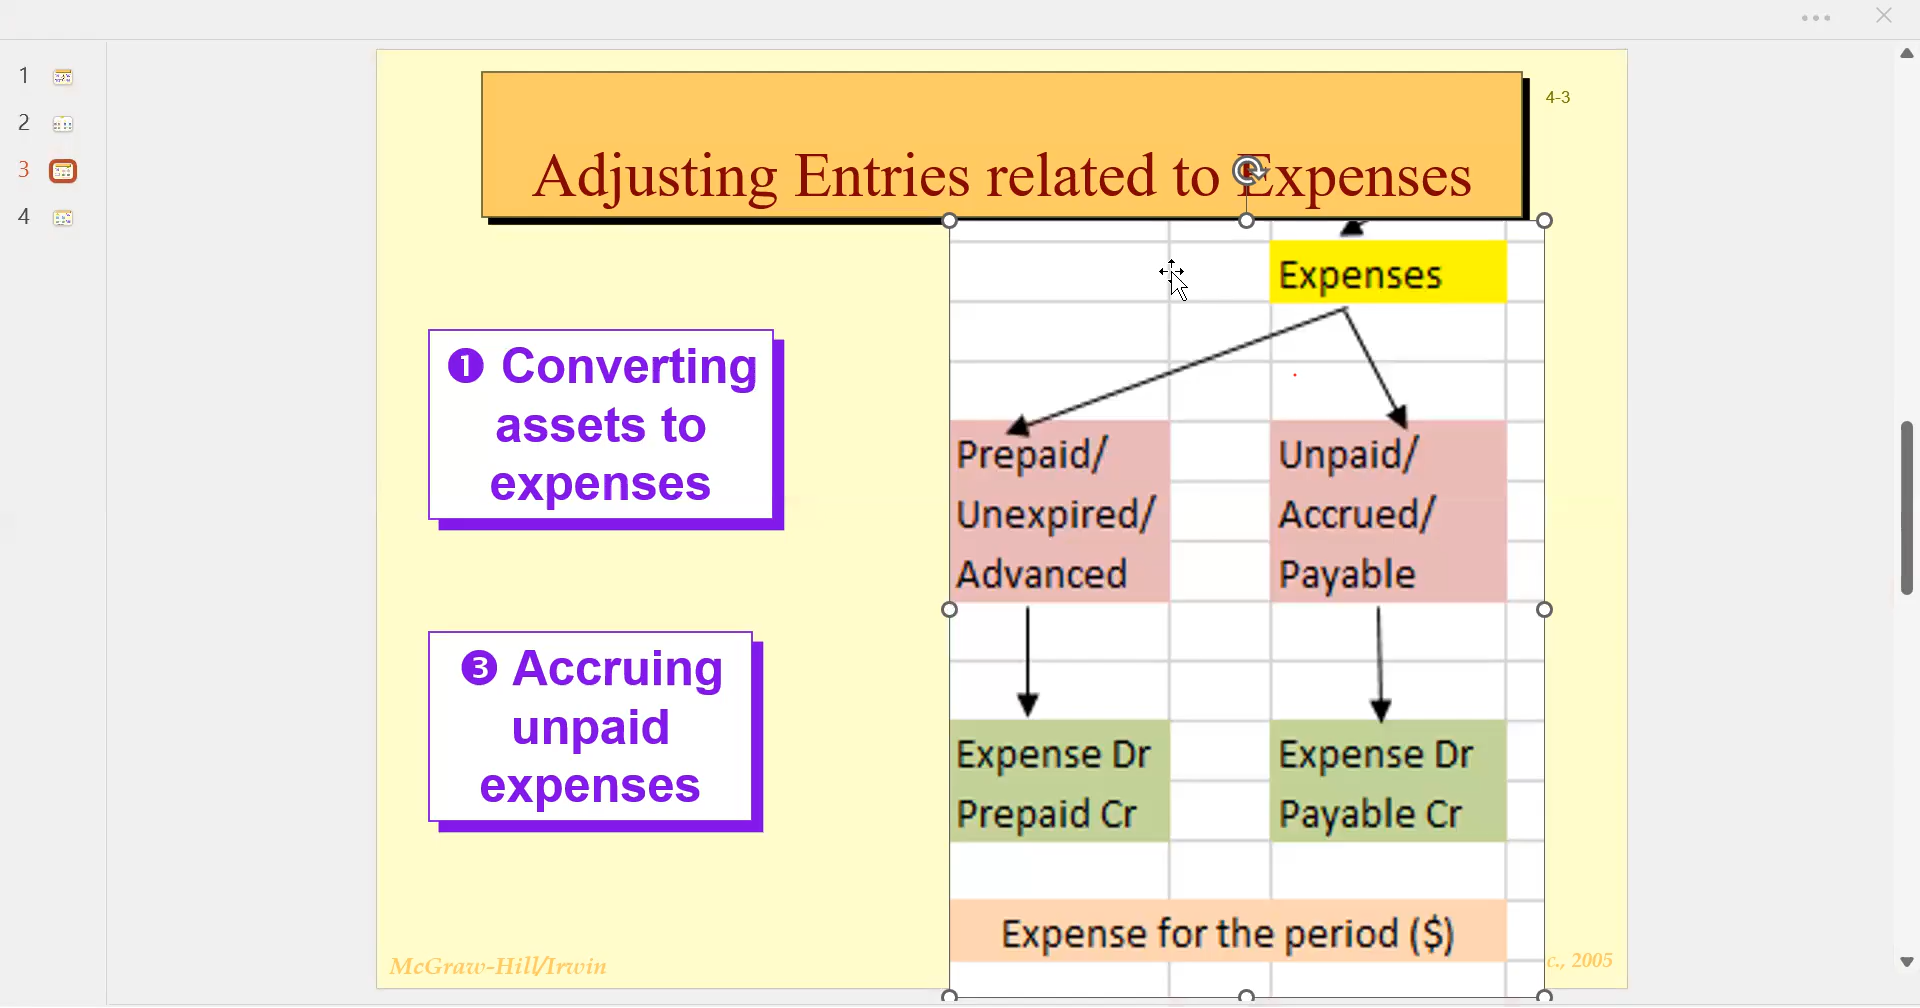 1
2
3
4
4-3
Adjusting Entries related to Expenses
❶ Converting
assets to
expenses
❸ Accruing
unpaid
expenses
Expenses
Prepaid/
Unexpired/
Advanced
Unpaid/
Accrued/
Payable
Expense Dr
Prepaid Cr
Expense Dr
Payable Cr
Expense for the period ($)
McGraw-Hill/Irwin
c., 2005